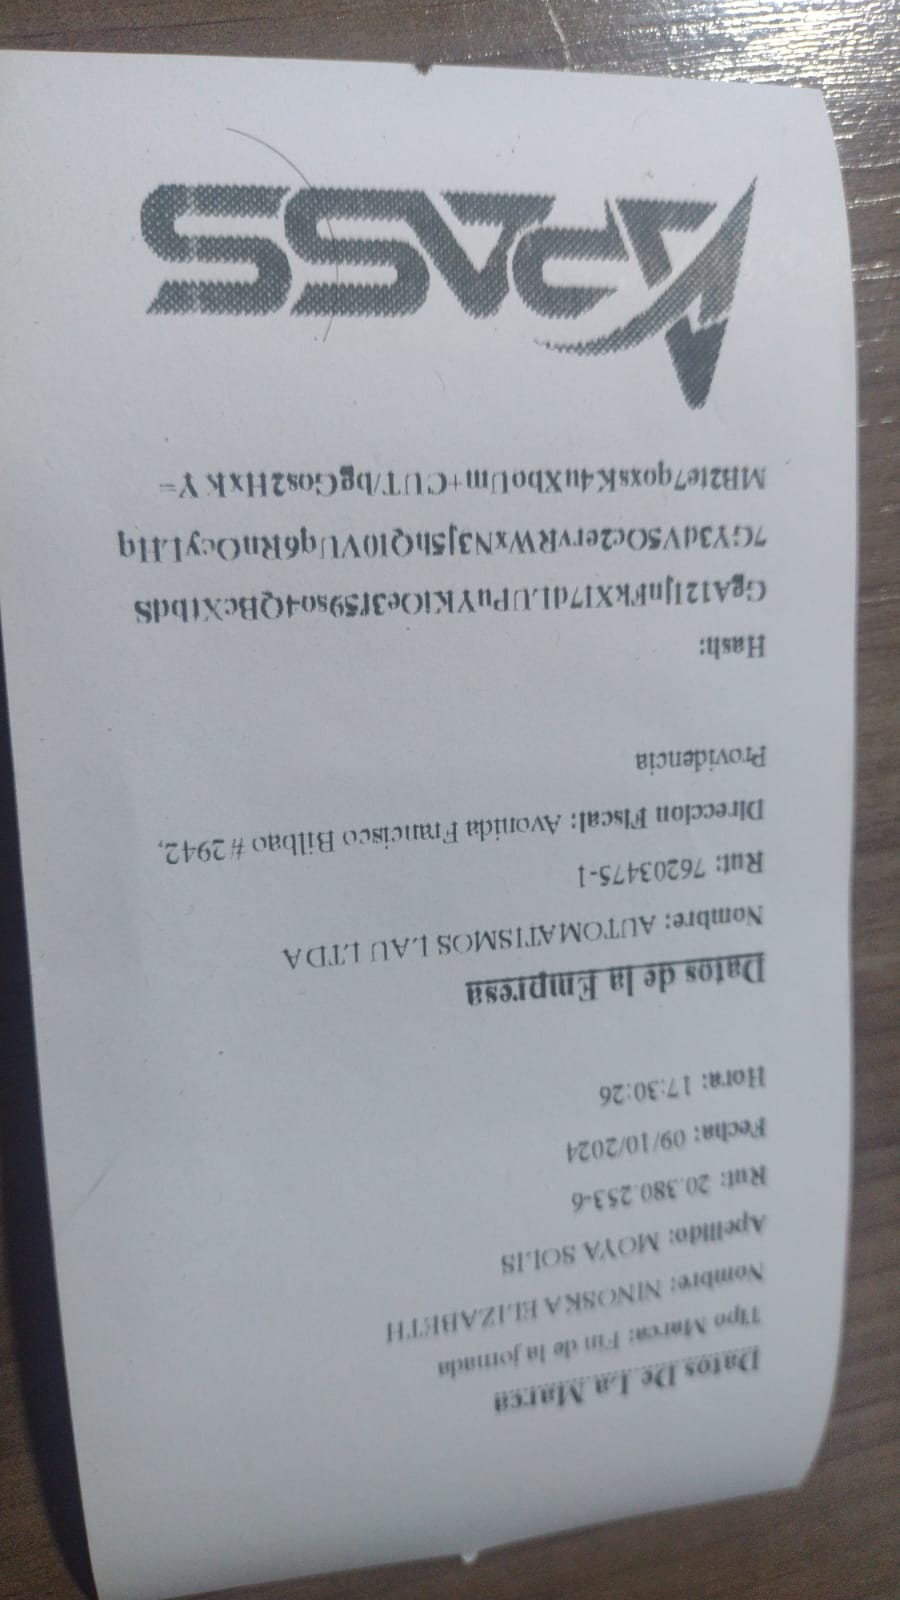 Datos De La Marca
Tipo Marca: Fin de la jornada
Nombre: NINOSKA ELIZABETH
Apellido: MOYA SOLIS
Rut: 20.380.253-6
Fecha: 09/10/2024
Hora: 17:30:26
Datos de la Empresa
Nombre: AUTOMATISMOS LAU LTDA
Rut: 76203475-1
Direccion Fiscal: Avonida Francisco Bilbao #2942,
Providencia
Hash:
7GY3dV5Oc2ervRWxN3j5hQI0VUq6RnOcyLHq
MB2te7qoxsK4uXboUm+CUT/bgGos2HxKY=
APASS